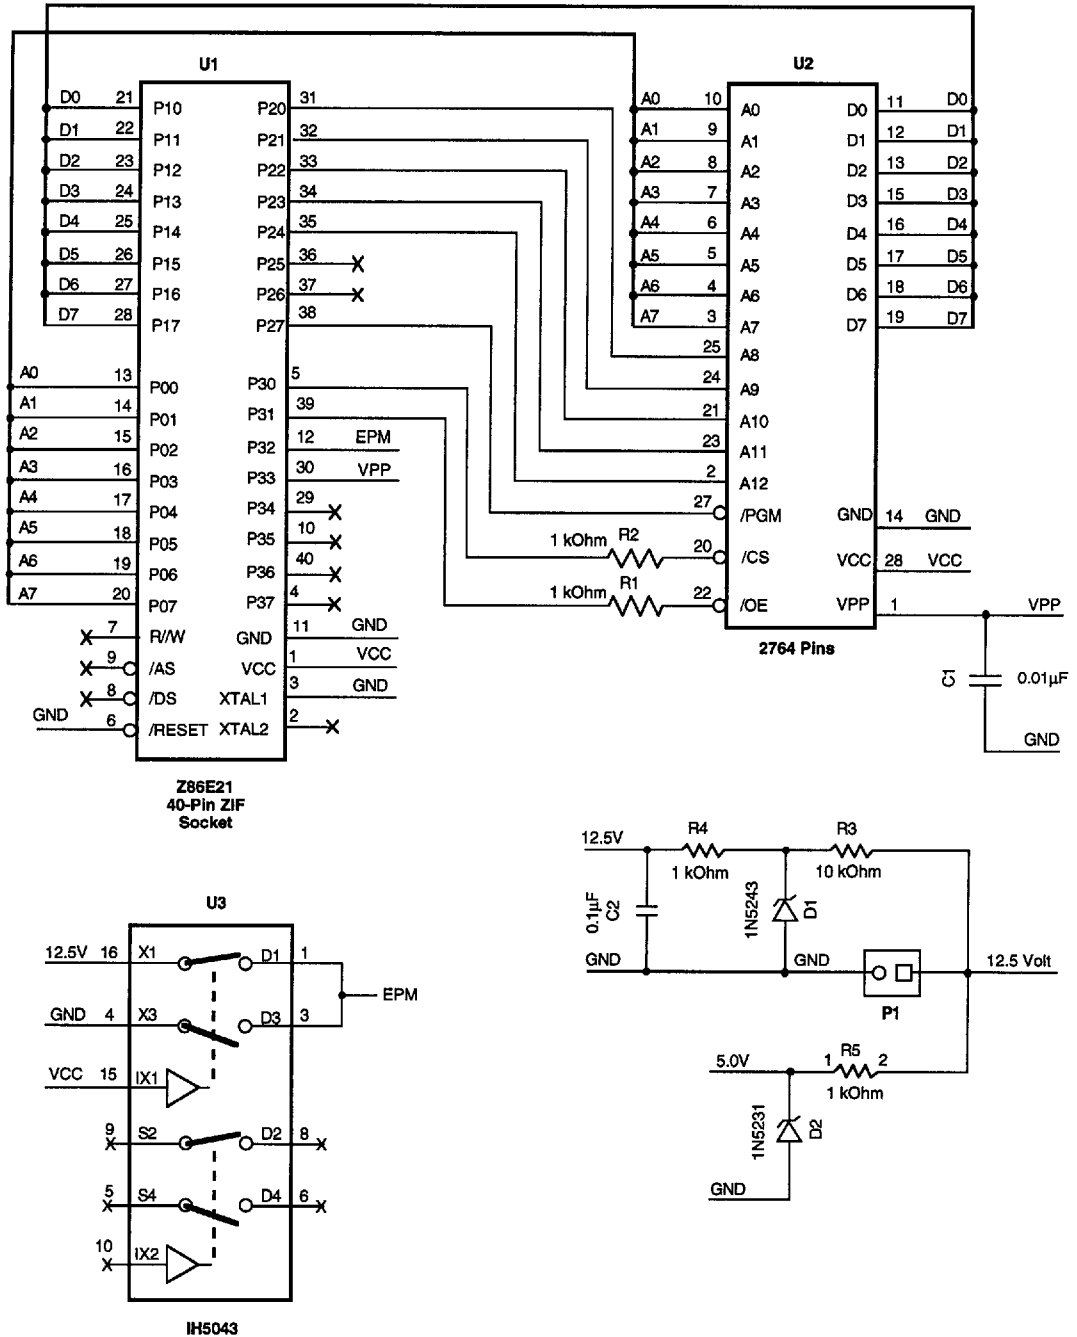 U1
D0 21 P10 P20 31
D1 22 P11 P21 32
D2 23 P12 P22 33
D3 24 P13 P23 34
D4 25 P14 P24 35
D5 26 P15 P25 36
D6 27 P16 P26 37
D7 28 P17 P27 38
A0 13 P00 P30 5
A1 14 P01 P31 39
A2 15 P02 P32 12 EPM
A3 16 P03 P33 30 VPP
A4 17 P04 P34 29
A5 18 P05 P35 10
A6 19 P06 P36 40
A7 20 P07 P37 4
7 R//W GND 11 GND
9 /AS VCC 1 VCC
8 /DS XTAL1 3 GND
GND 6 /RESET XTAL2 2
Z86E21
40-Pin ZIF
Socket
U2
A0 10 A0 D0 11 D0
A1 9 A1 D1 12 D1
A2 8 A2 D2 13 D2
A3 7 A3 D3 15 D3
A4 6 A4 D4 16 D4
A5 5 A5 D5 17 D5
A6 4 A6 D6 18 D6
A7 3 A7 D7 19 D7
25 A8
24 A9
21 A10
23 A11
2 A12
27 /PGM GND 14 GND
1 kOhm R2 20 /CS VCC 28 VCC
1 kOhm R1 22 /OE VPP 1 VPP
2764 Pins
C1 0.01µF
GND
12.5V R4 R3
1 kOhm 10 kOhm
0.1µF C2
1N5243 D1
GND GND 12.5 Volt
P1
5.0V 1 R5 2
1 kOhm
1N5231 D2
GND
U3
12.5V 16 X1 D1 1
EPM
GND 4 X3 D3 3
VCC 15 IX1
9 S2 D2 8
5 S4 D4 6
10 IX2
IH5043